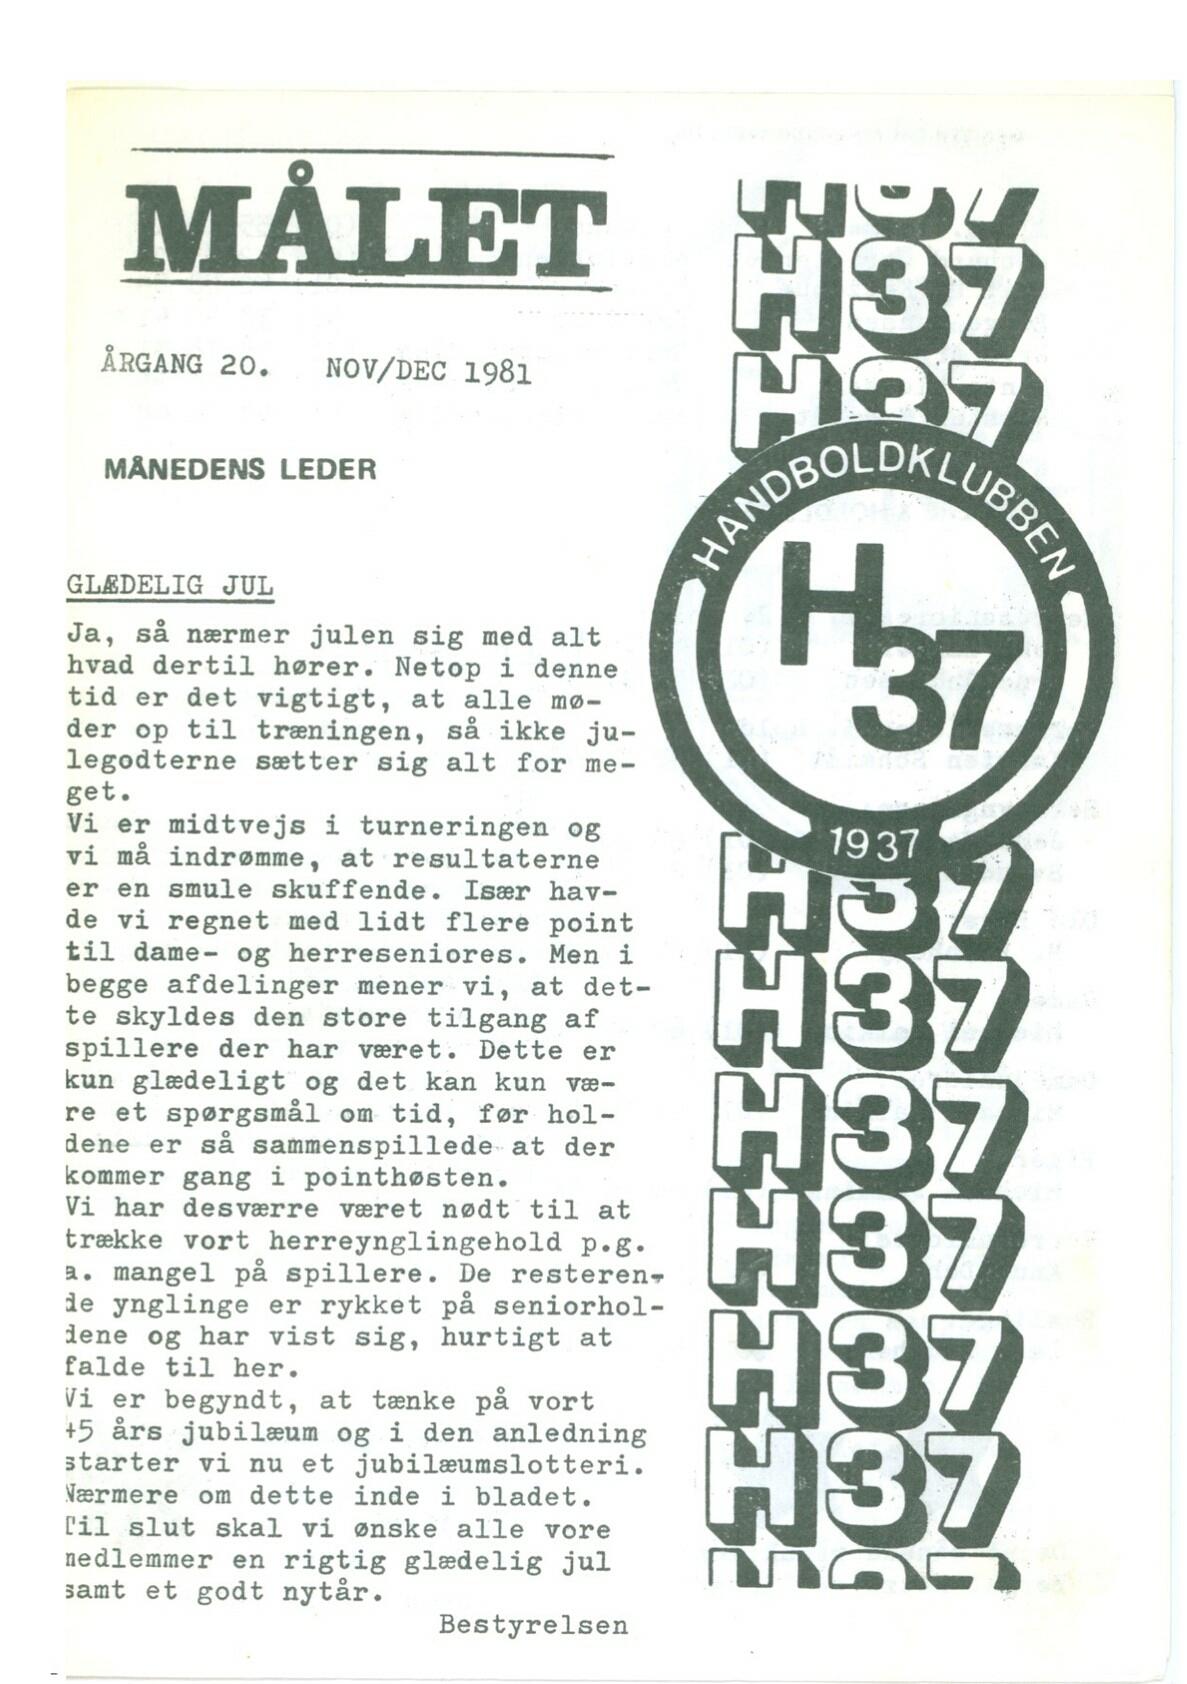 MÅLET
ÅRGANG 20. NOV/DEC 1981
MÅNEDENS LEDER
GLÆDELIG JUL
Ja, så nærmer julen sig med alt
hvad dertil hører. Netop i denne
tid er det vigtigt, at alle mø-
der op til træningen, så ikke ju-
legodterne sætter sig alt for me-
get.
Vi er midtvejs i turneringen og
vi må indrømme, at resultaterne
er en smule skuffende. Især hav-
de vi regnet med lidt flere point
til dame- og herreseniores. Men i
begge afdelinger mener vi, at det-
te skyldes den store tilgang af
spillere der har været. Dette er
kun glædeligt og det kan kun væ-
re et spørgsmål om tid, før hol-
dene er så sammenspillede at der
kommer gang i pointhøsten.
Vi har desværre været nødt til at
trække vort herreynglingehold p.g.
a. mangel på spillere. De resteren-
de ynglinge er rykket på seniorhol-
dene og har vist sig, hurtigt at
falde til her.
Vi er begyndt, at tænke på vort
45 års jubilæum og i den anledning
starter vi nu et jubilæumslotteri.
Nærmere om dette inde i bladet.
Til slut skal vi ønske alle vore
medlemmer en rigtig glædelig jul
samt et godt nytår.
Bestyrelsen
H37
H37
H37
HANDBOLDKLUBBEN
H37
1937
H37
H37
H37
H37
H37
H37
H37